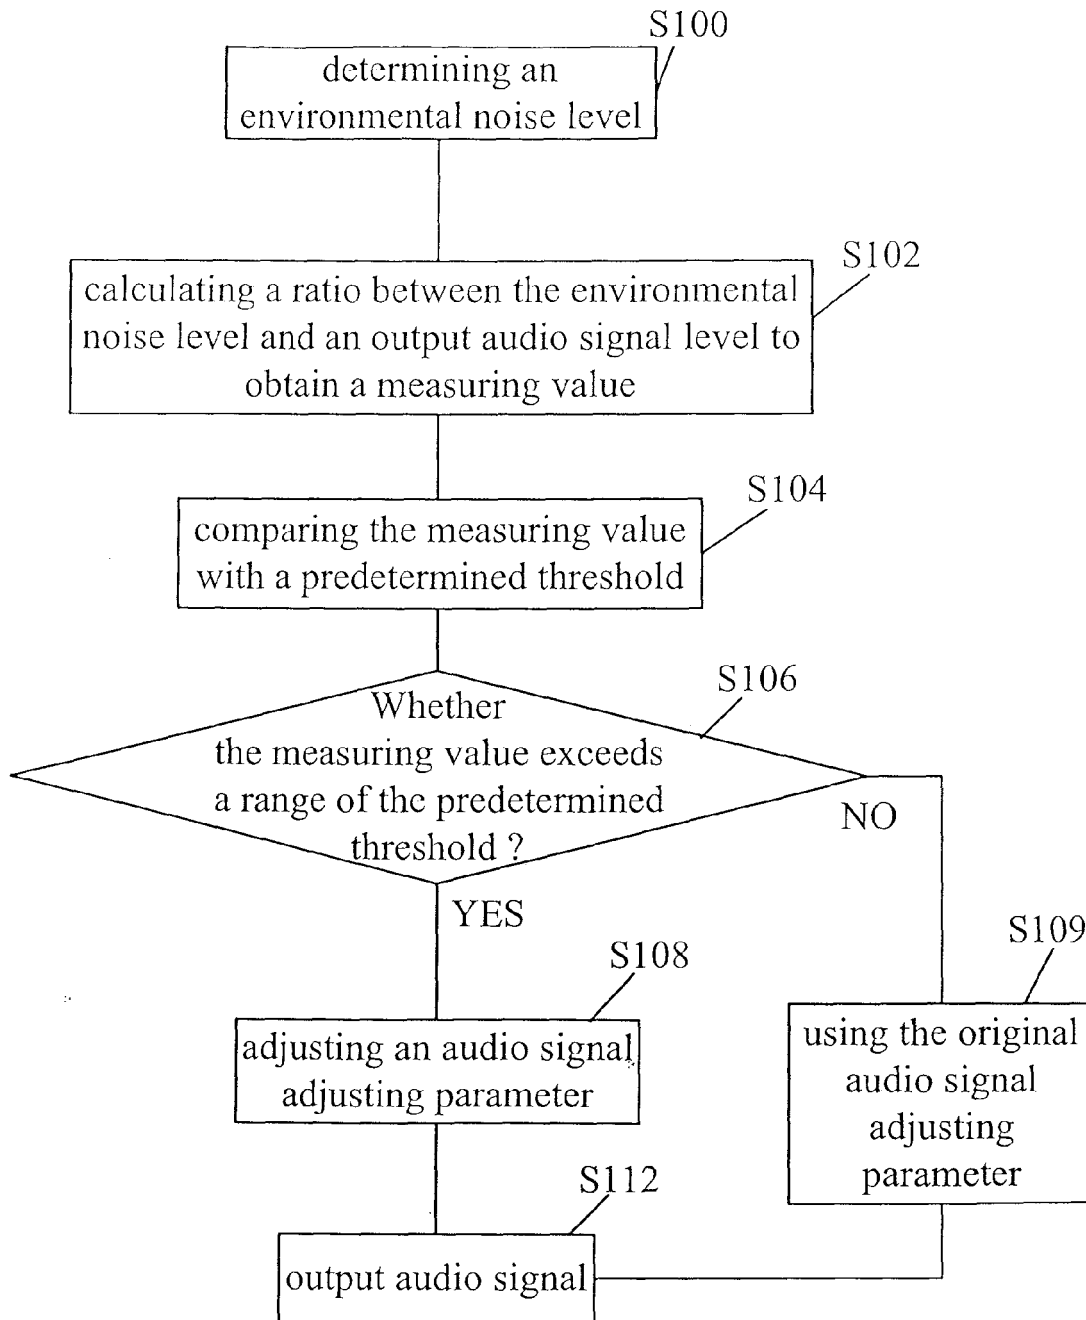 S100
determining an
environmental noise level
S102
calculating a ratio between the environmental
noise level and an output audio signal level to
obtain a measuring value
S104
comparing the measuring value
with a predetermined threshold
S106
Whether
the measuring value exceeds
a range of the predetermined
threshold ?
NO
YES
S108
adjusting an audio signal
adjusting parameter
S109
using the original
audio signal
adjusting
parameter
S112
output audio signal